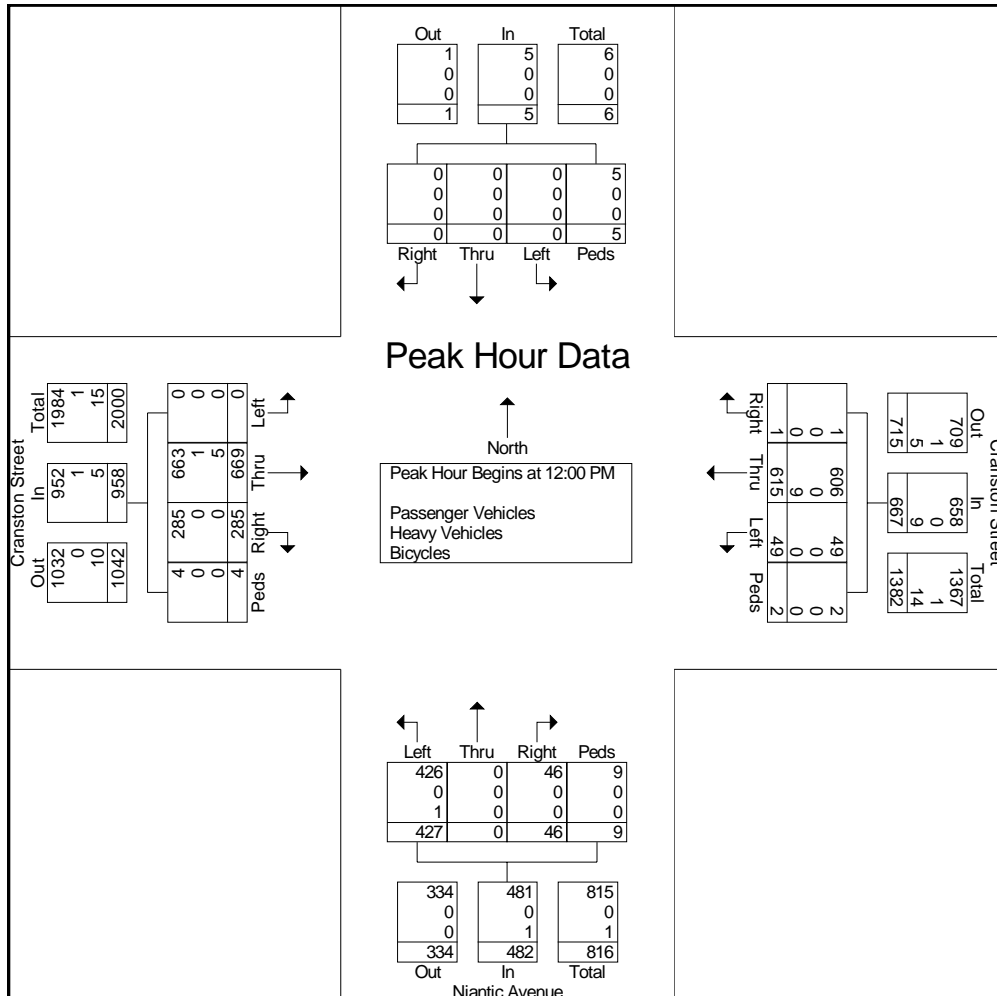 Out In Total
1 5 6
0 0 0
0 0 0
1 5 6
0 0 0 5
0 0 0 0
0 0 0 0
0 0 0 5
Right Thru Left Peds
Peak Hour Data
North
Peak Hour Begins at 12:00 PM
Passenger Vehicles
Heavy Vehicles
Bicycles
Cranston Street
Out In Total
1032 952 1984
0 1 1
10 5 15
1042 958 2000
4 285 663 0
0 0 1 0
0 0 5 0
4 285 669 0
Peds Right Thru Left
Cranston Street
Out In Total
709 658 1367
1 0 1
5 9 14
715 667 1382
1 606 49 2
0 0 0 0
0 9 0 0
1 615 49 2
Right Thru Left Peds
Left Thru Right Peds
426 0 46 9
0 0 0 0
1 0 0 0
427 0 46 9
334 481 815
0 0 0
0 1 1
334 482 816
Out In Total
Niantic Avenue